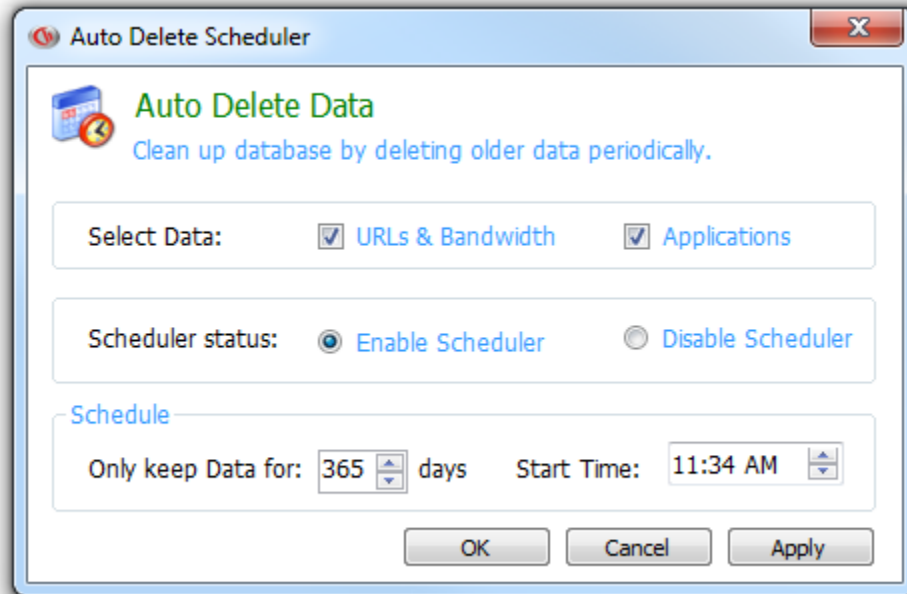 Auto Delete Scheduler
Auto Delete Data
Clean up database by deleting older data periodically.
Select Data: URLs & Bandwidth Applications
Scheduler status: Enable Scheduler Disable Scheduler
Schedule
Only keep Data for: 365 days Start Time: 11:34 AM
OK Cancel Apply